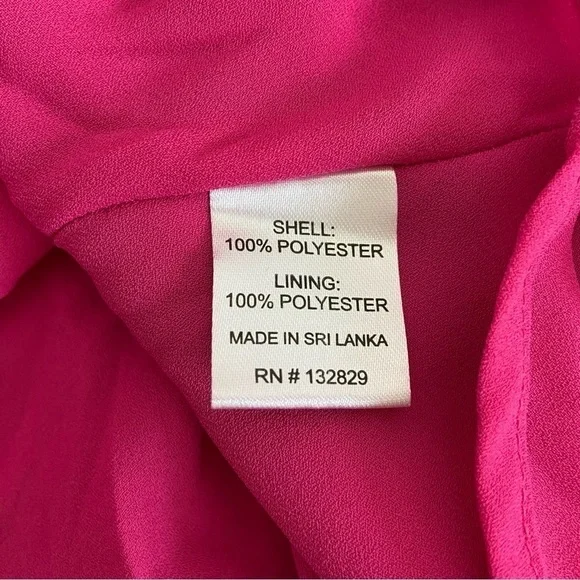 SHELL:
100% POLYESTER
LINING:
100% POLYESTER
MADE IN SRI LANKA
RN # 132829